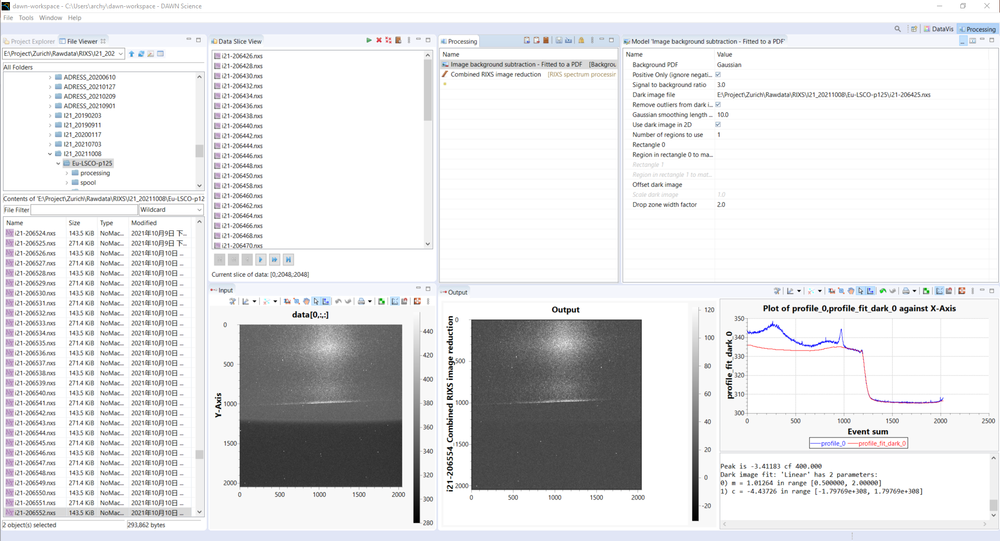 dawn-workspace - C:\Users\archy\dawn-workspace - DAWN Science
File Tools Window Help
DataVis Processing
Project Explorer File Viewer
E:\Project\Zurich\Rawdata\RIXS\I21_202
All Folders
ADRESS_20200610
ADRESS_20210127
ADRESS_20210209
ADRESS_20210901
I21_20190203
I21_20190911
I21_20200117
I21_20210703
I21_20211008
Eu-LSCO-p125
processing
spool
Contents of 'E:\Project\Zurich\Rawdata\RIXS\I21_20211008\Eu-LSCO-p12
File Filter Wildcard
Name Size Type Modified
i21-206524.nxs 143.5 KiB NoMac... 2021年10月9日 下...
i21-206525.nxs 271.4 KiB NoMac... 2021年10月9日 下...
i21-206526.nxs 143.5 KiB NoMac... 2021年10月10日 ...
i21-206527.nxs 271.4 KiB NoMac... 2021年10月10日 ...
i21-206528.nxs 143.5 KiB NoMac... 2021年10月10日 ...
i21-206529.nxs 271.4 KiB NoMac... 2021年10月10日 ...
i21-206530.nxs 143.5 KiB NoMac... 2021年10月10日 ...
i21-206531.nxs 271.4 KiB NoMac... 2021年10月10日 ...
i21-206532.nxs 143.5 KiB NoMac... 2021年10月10日 ...
i21-206533.nxs 271.4 KiB NoMac... 2021年10月10日 ...
i21-206534.nxs 143.5 KiB NoMac... 2021年10月10日 ...
i21-206535.nxs 271.4 KiB NoMac... 2021年10月10日 ...
i21-206536.nxs 143.5 KiB NoMac... 2021年10月10日 ...
i21-206537.nxs 271.4 KiB NoMac... 2021年10月10日 ...
i21-206538.nxs 143.5 KiB NoMac... 2021年10月10日 ...
i21-206539.nxs 271.4 KiB NoMac... 2021年10月10日 ...
i21-206540.nxs 143.5 KiB NoMac... 2021年10月10日 ...
i21-206541.nxs 271.4 KiB NoMac... 2021年10月10日 ...
i21-206542.nxs 143.5 KiB NoMac... 2021年10月10日 ...
i21-206543.nxs 271.4 KiB NoMac... 2021年10月10日 ...
i21-206544.nxs 143.5 KiB NoMac... 2021年10月10日 ...
i21-206545.nxs 271.4 KiB NoMac... 2021年10月10日 ...
i21-206546.nxs 143.5 KiB NoMac... 2021年10月10日 ...
i21-206547.nxs 271.4 KiB NoMac... 2021年10月10日 ...
i21-206548.nxs 143.5 KiB NoMac... 2021年10月10日 ...
i21-206549.nxs 271.4 KiB NoMac... 2021年10月10日 ...
i21-206550.nxs 143.5 KiB NoMac... 2021年10月10日 ...
i21-206551.nxs 271.4 KiB NoMac... 2021年10月10日 ...
i21-206552.nxs 143.5 KiB NoMac... 2021年10月10日 ...
2 object(s) selected 293,862 bytes
Data Slice View
i21-206426.nxs
i21-206428.nxs
i21-206430.nxs
i21-206432.nxs
i21-206434.nxs
i21-206436.nxs
i21-206438.nxs
i21-206440.nxs
i21-206442.nxs
i21-206444.nxs
i21-206446.nxs
i21-206448.nxs
i21-206450.nxs
i21-206458.nxs
i21-206460.nxs
i21-206462.nxs
i21-206464.nxs
i21-206466.nxs
i21-206468.nxs
i21-206470.nxs
Current slice of data: [0,:2048,:2048]
Processing
Name
Image background subtraction - Fitted to a PDF [Backgrou
Combined RIXS image reduction [RIXS spectrum processin
Model 'Image background subtraction - Fitted to a PDF'
Name Value
Background PDF Gaussian
Positive Only (ignore negati...
Signal to background ratio 3.0
Dark image file E:\Project\Zurich\Rawdata\RIXS\I21_20211008\Eu-LSCO-p125\i21-206425.nxs
Remove outliers from dark i...
Gaussian smoothing length ... 10.0
Use dark image in 2D
Number of regions to use 1
Rectangle 0
Region in rectangle 0 to ma...
Rectangle 1
Region in rectangle 1 to mat...
Offset dark image
Scale dark image 1.0
Drop zone width factor 2.0
Input
data[0,:,:]
Y-Axis
0
500
1000
1500
2000
0 500 1000 1500 2000
440
420
400
380
360
340
320
300
280
Output
Output
i21-206554_Combined RIXS image reduction
0
500
1000
1500
2000
0 500 1000 1500 2000
120
100
80
60
40
20
0
-20
Plot of profile_0,profile_fit_dark_0 against X-Axis
profile_fit_dark_0
350
340
330
320
310
300
0 500 1000 1500 2000 2500
Event sum
profile_0 profile_fit_dark_0
Peak is -3.41183 cf 400.000
Dark image fit: 'Linear' has 2 parameters:
0) m = 1.01264 in range [0.500000, 2.00000]
1) c = -4.43726 in range [-1.79769e+308, 1.79769e+308]